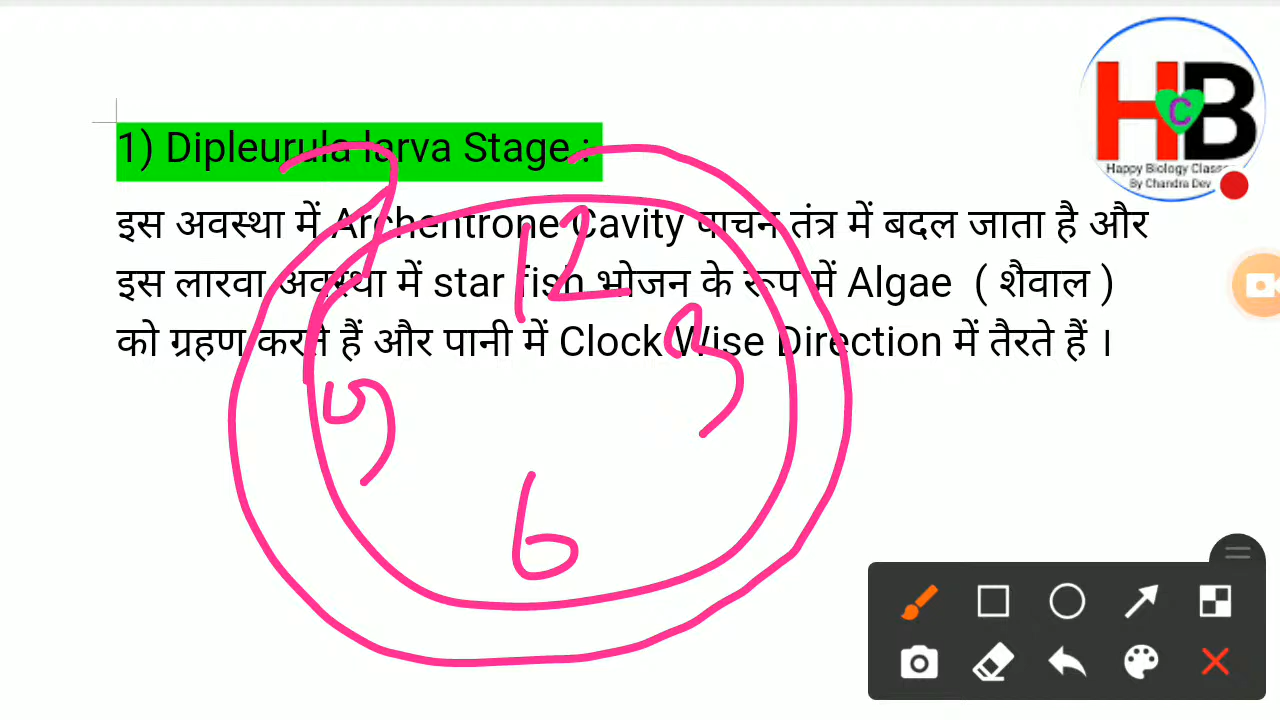 HCB
Happy Biology Classes
By Chandra Dev
1) Dipleurula larva Stage :
इस अवस्था में Archentrone Cavity पाचन तंत्र में बदल जाता है और
इस लारवा अवस्था में star fish भोजन के रूप में Algae ( शैवाल )
को ग्रहण करते हैं और पानी में Clock Wise Direction में तैरते हैं ।
12
3
9
6